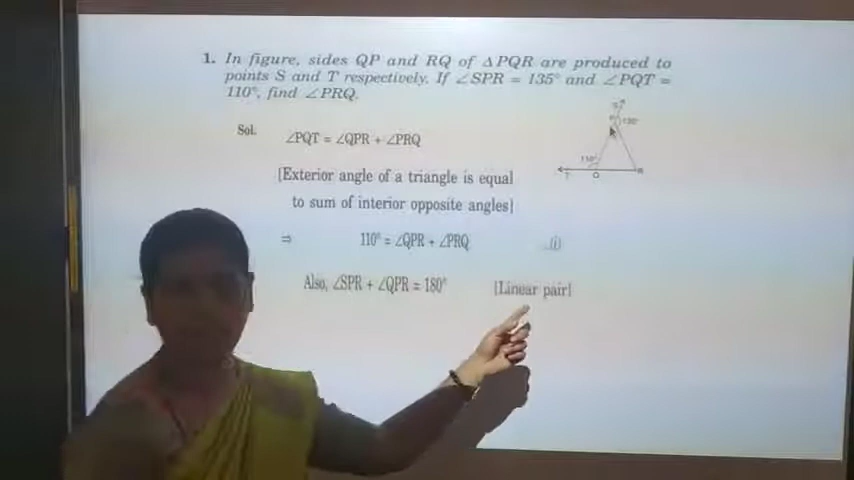 1. In figure, sides QP and RQ of ΔPQR are produced to
points S and T respectively. If ∠SPR = 135° and ∠PQT =
110°, find ∠PRQ.
Sol.
∠PQT = ∠QPR + ∠PRQ
[Exterior angle of a triangle is equal
to sum of interior opposite angles]
⇒ 110° = ∠QPR + ∠PRQ ...(i)
Also, ∠SPR + ∠QPR = 180° [Linear pair]
S
P 135°
110°
T Q R